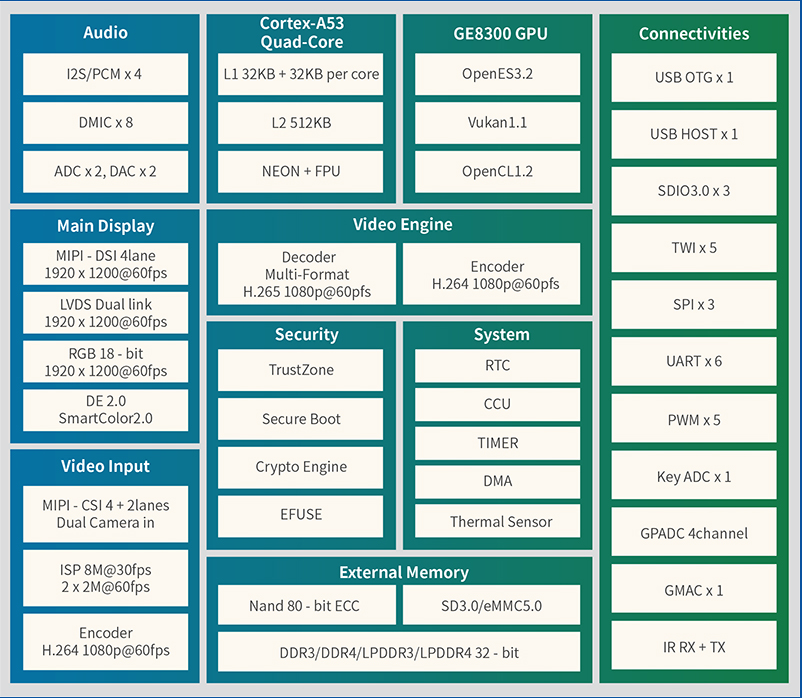 Audio
I2S/PCM x 4
DMIC x 8
ADC x 2, DAC x 2
Cortex-A53
Quad-Core
L1 32KB + 32KB per core
L2 512KB
NEON + FPU
GE8300 GPU
OpenES3.2
Vukan1.1
OpenCL1.2
Connectivities
USB OTG x 1
USB HOST x 1
SDIO3.0 x 3
TWI x 5
SPI x 3
UART x 6
PWM x 5
Key ADC x 1
GPADC 4channel
GMAC x 1
IR RX + TX
Main Display
MIPI - DSI 4lane
1920 x 1200@60fps
LVDS Dual link
1920 x 1200@60fps
RGB 18 - bit
1920 x 1200@60fps
DE 2.0
SmartColor2.0
Video Engine
Decoder
Multi-Format
H.265 1080p@60pfs
Encoder
H.264 1080p@60pfs
Security
TrustZone
Secure Boot
Crypto Engine
EFUSE
System
RTC
CCU
TIMER
DMA
Thermal Sensor
Video Input
MIPI - CSI 4 + 2lanes
Dual Camera in
ISP 8M@30fps
2 x 2M@60fps
Encoder
H.264 1080p@60fps
External Memory
Nand 80 - bit ECC
SD3.0/eMMC5.0
DDR3/DDR4/LPDDR3/LPDDR4 32 - bit